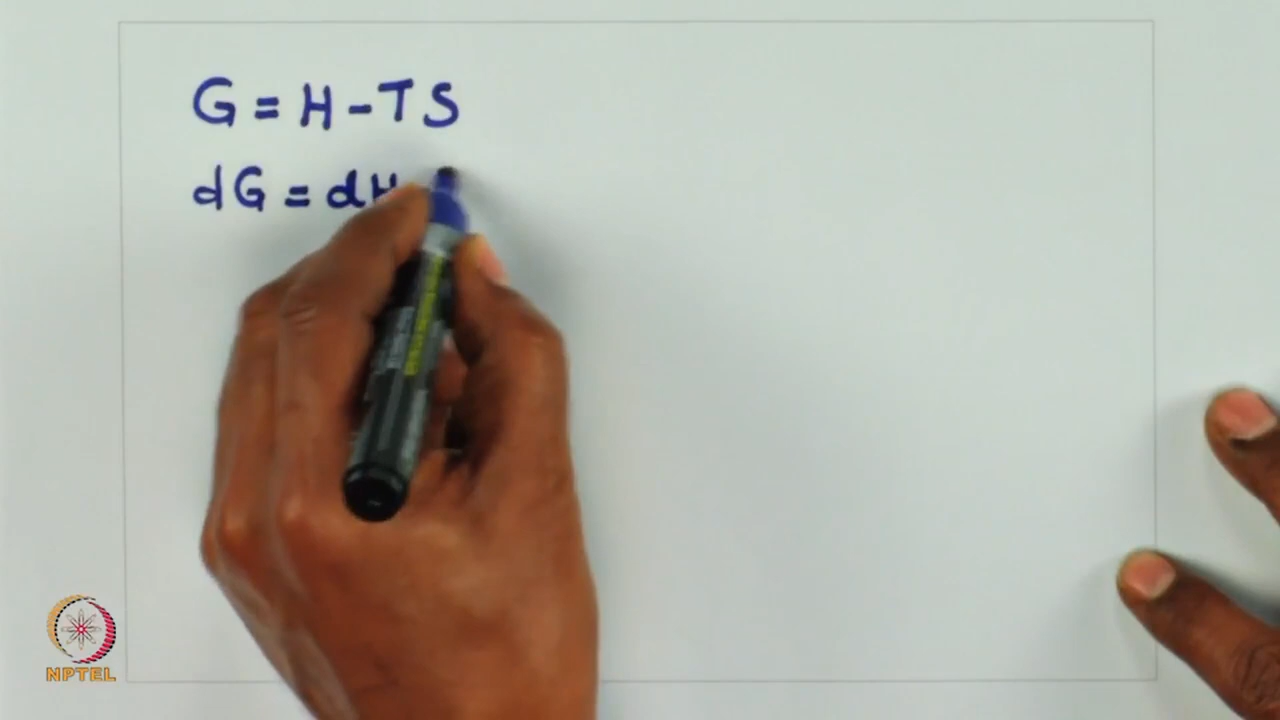 G = H - TS
dG = dH
NPTEL